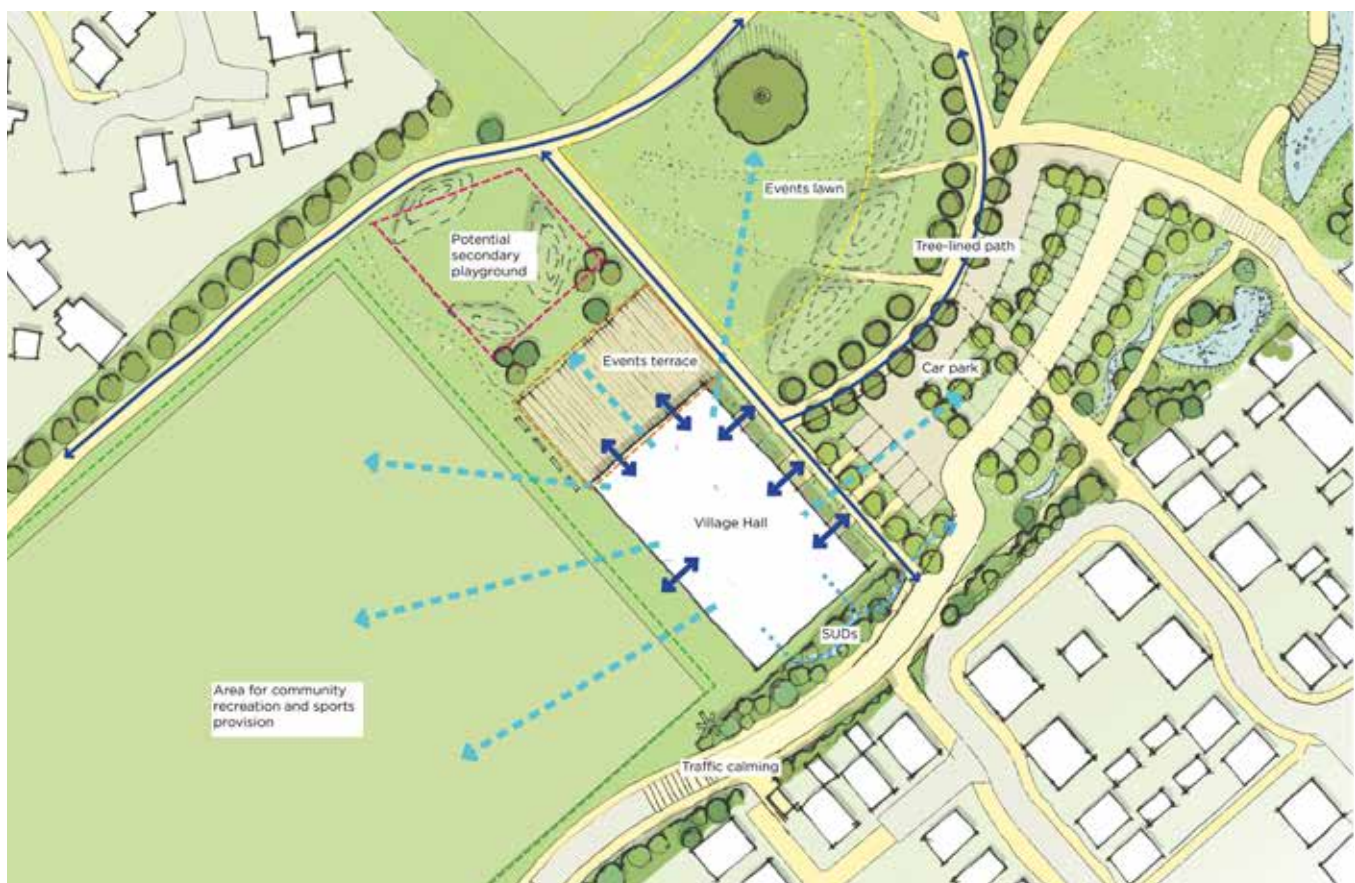 Events lawn
Potential
secondary
playground
Tree-lined path
Events terrace
Car park
Village Hall
SUDs
Area for community
recreation and sports
provision
Traffic calming